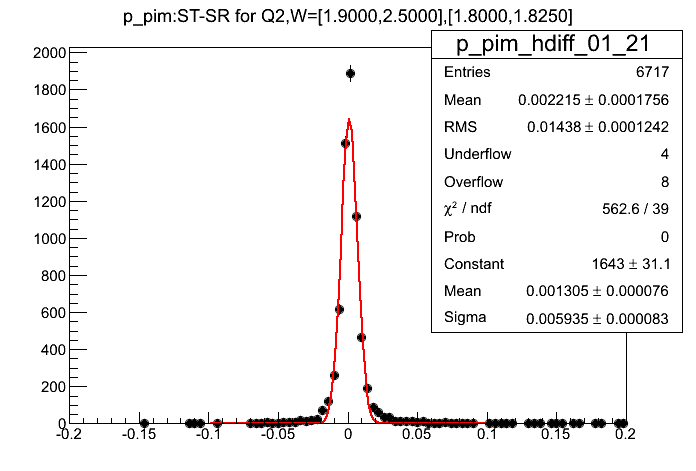 p_pim:ST-SR for Q2,W=[1.9000,2.5000],[1.8000,1.8250]
p_pim_hdiff_01_21
Entries 6717
Mean 0.002215 ± 0.0001756
RMS 0.01438 ± 0.0001242
Underflow 4
Overflow 8
χ² / ndf 562.6 / 39
Prob 0
Constant 1643 ± 31.1
Mean 0.001305 ± 0.000076
Sigma 0.005935 ± 0.000083
2000
1800
1600
1400
1200
1000
800
600
400
200
0
-0.2 -0.15 -0.1 -0.05 0 0.05 0.1 0.15 0.2